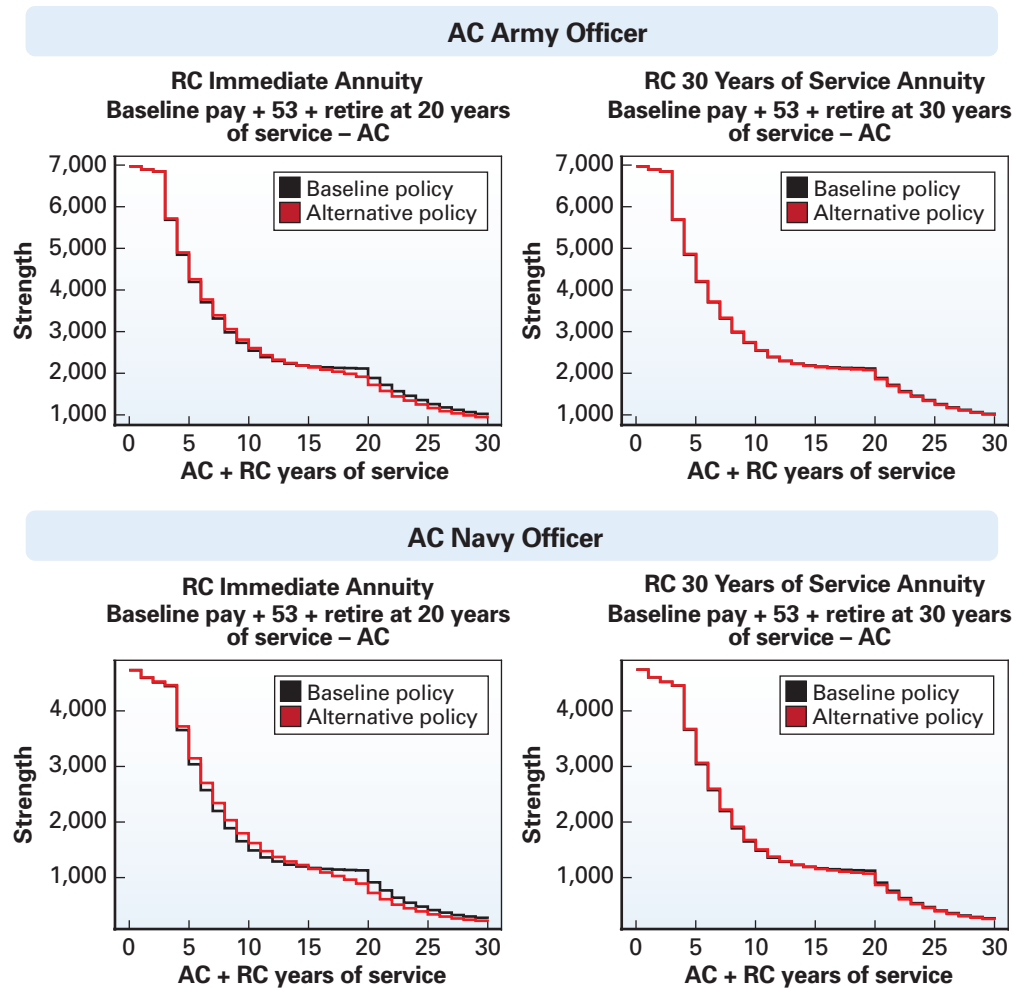 AC Army Officer
RC Immediate Annuity
Baseline pay + 53 + retire at 20 years
of service – AC
7,000
6,000
5,000
4,000
3,000
2,000
1,000
Strength
Baseline policy
Alternative policy
0 5 10 15 20 25 30
AC + RC years of service
RC 30 Years of Service Annuity
Baseline pay + 53 + retire at 30 years
of service – AC
7,000
6,000
5,000
4,000
3,000
2,000
1,000
Strength
Baseline policy
Alternative policy
0 5 10 15 20 25 30
AC + RC years of service
AC Navy Officer
RC Immediate Annuity
Baseline pay + 53 + retire at 20 years
of service – AC
4,000
3,000
2,000
1,000
Strength
Baseline policy
Alternative policy
0 5 10 15 20 25 30
AC + RC years of service
RC 30 Years of Service Annuity
Baseline pay + 53 + retire at 30 years
of service – AC
4,000
3,000
2,000
1,000
Strength
Baseline policy
Alternative policy
0 5 10 15 20 25 30
AC + RC years of service